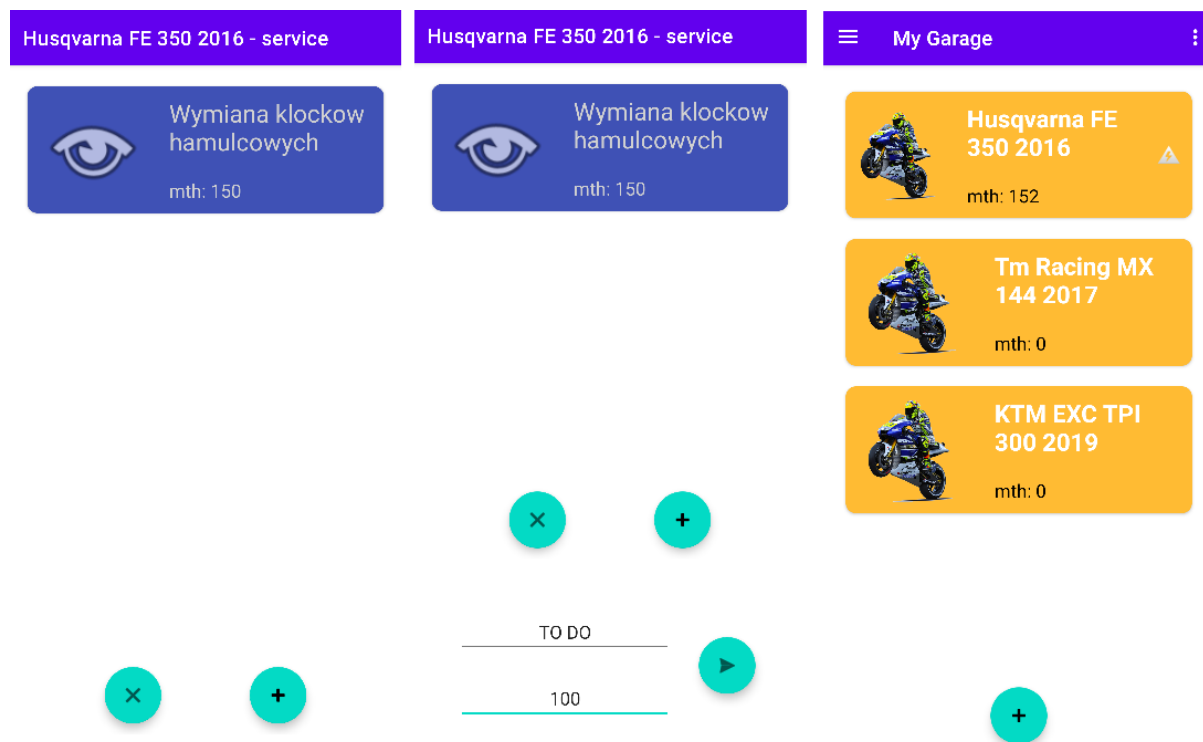 Husqvarna FE 350 2016 - service
Wymiana klockow
hamulcowych
mth: 150
Husqvarna FE 350 2016 - service
Wymiana klockow
hamulcowych
mth: 150
TO DO
100
My Garage
Husqvarna FE
350 2016
mth: 152
Tm Racing MX
144 2017
mth: 0
KTM EXC TPI
300 2019
mth: 0